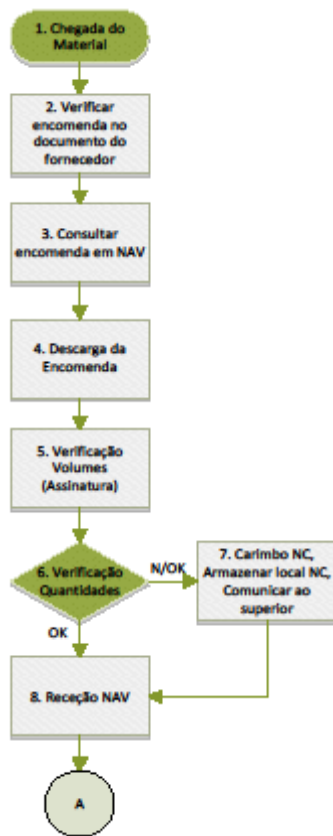 1. Chegada do
Material
2. Verificar
encomenda no
documento do
fornecedor
3. Consultar
encomenda em NAV
4. Descarga da
Encomenda
5. Verificação
Volumes
(Assinatura)
6. Verificação
Quantidades
N/OK
7. Carimbo NC,
Armazenar local NC,
Comunicar ao
superior
OK
8. Receção NAV
A